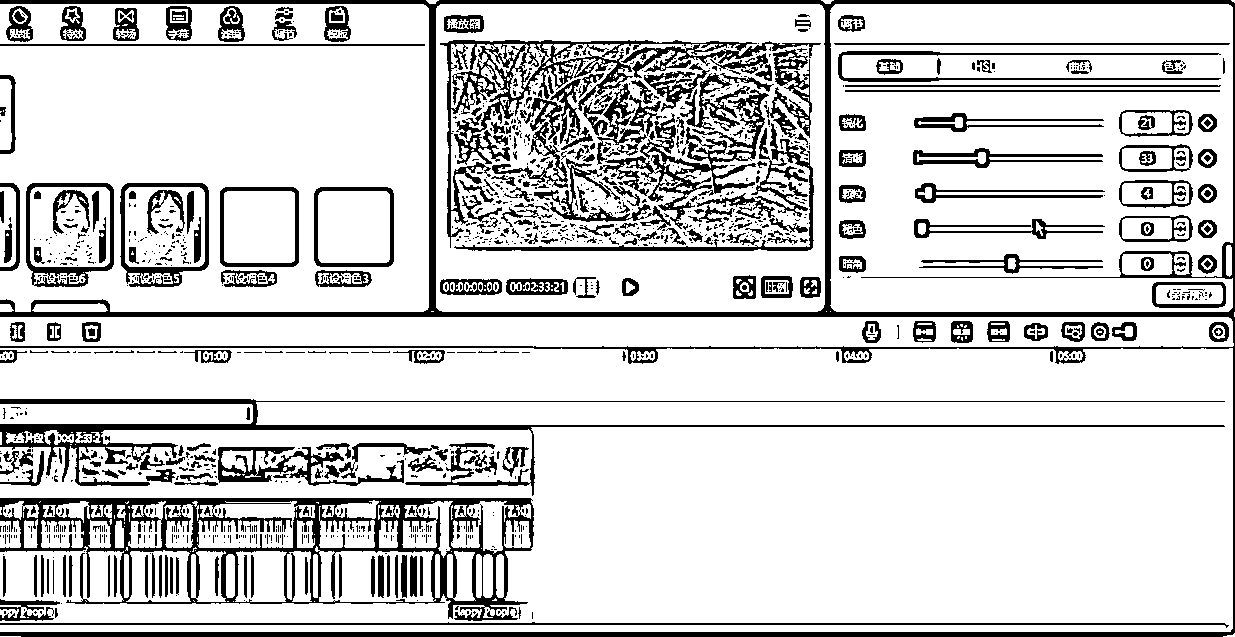 贴纸 特效 转场 字幕 滤镜 调节 模板
播放器
调节
基础 HSL 曲线 色轮
锐化 21
清晰 33
颗粒 4
褪色 0
暗角 0
预设调色6 预设调色5 预设调色4 预设调色3
00:00:00:00 00:02:33:21 比例
保存预设
01:00 02:00 03:00 04:00 05:00
Happy People